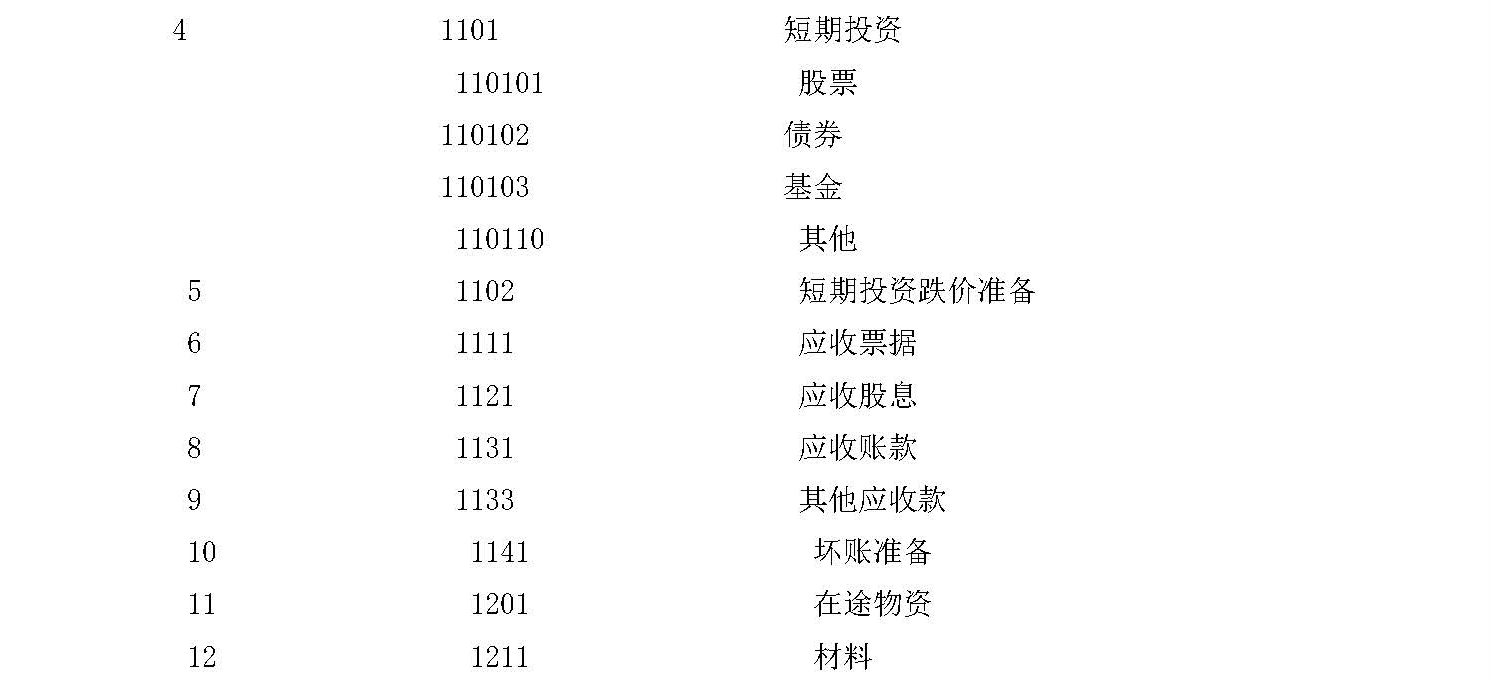 4 1101 短期投资
110101 股票
110102 债券
110103 基金
110110 其他
5 1102 短期投资跌价准备
6 1111 应收票据
7 1121 应收股息
8 1131 应收账款
9 1133 其他应收款
10 1141 坏账准备
11 1201 在途物资
12 1211 材料